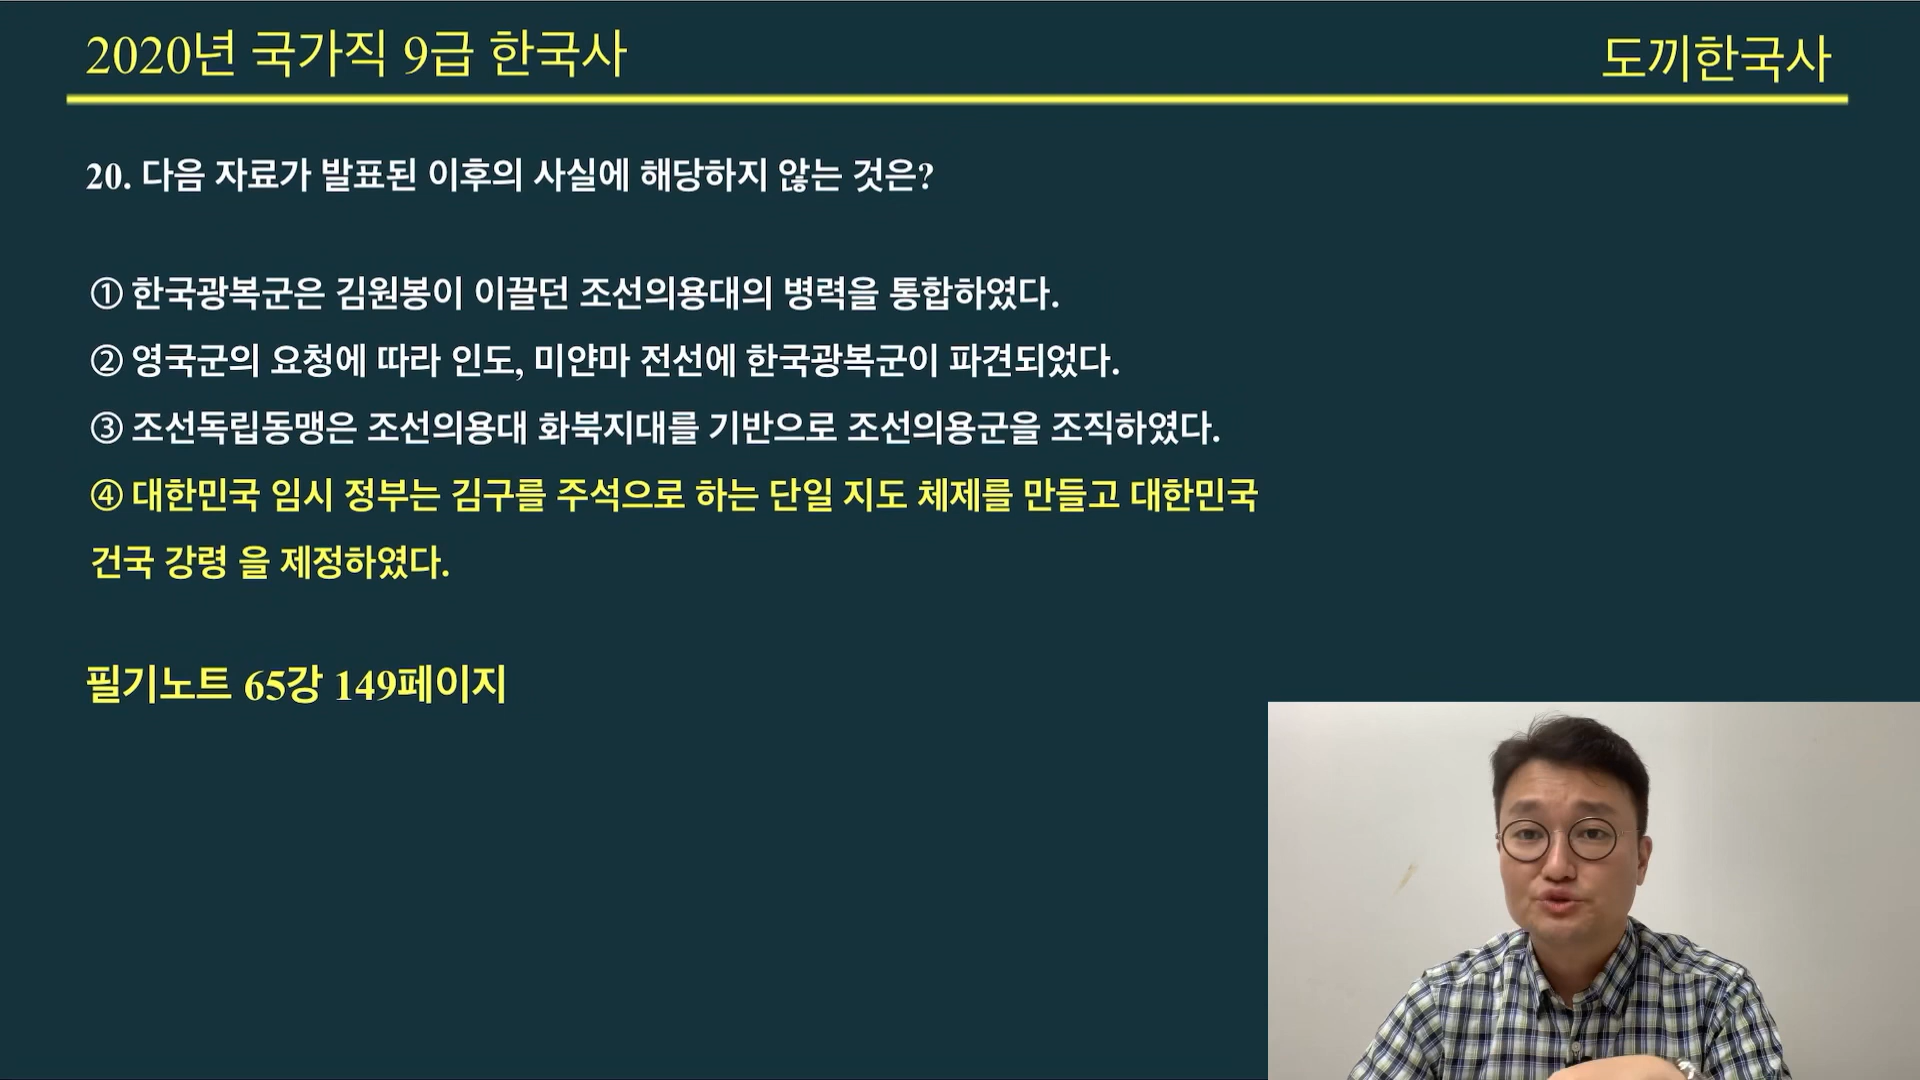 2020년 국가직 9급 한국사
도끼한국사
20. 다음 자료가 발표된 이후의 사실에 해당하지 않는 것은?
① 한국광복군은 김원봉이 이끌던 조선의용대의 병력을 통합하였다.
② 영국군의 요청에 따라 인도, 미얀마 전선에 한국광복군이 파견되었다.
③ 조선독립동맹은 조선의용대 화북지대를 기반으로 조선의용군을 조직하였다.
④ 대한민국 임시 정부는 김구를 주석으로 하는 단일 지도 체제를 만들고 대한민국
건국 강령 을 제정하였다.
필기노트 65강 149페이지